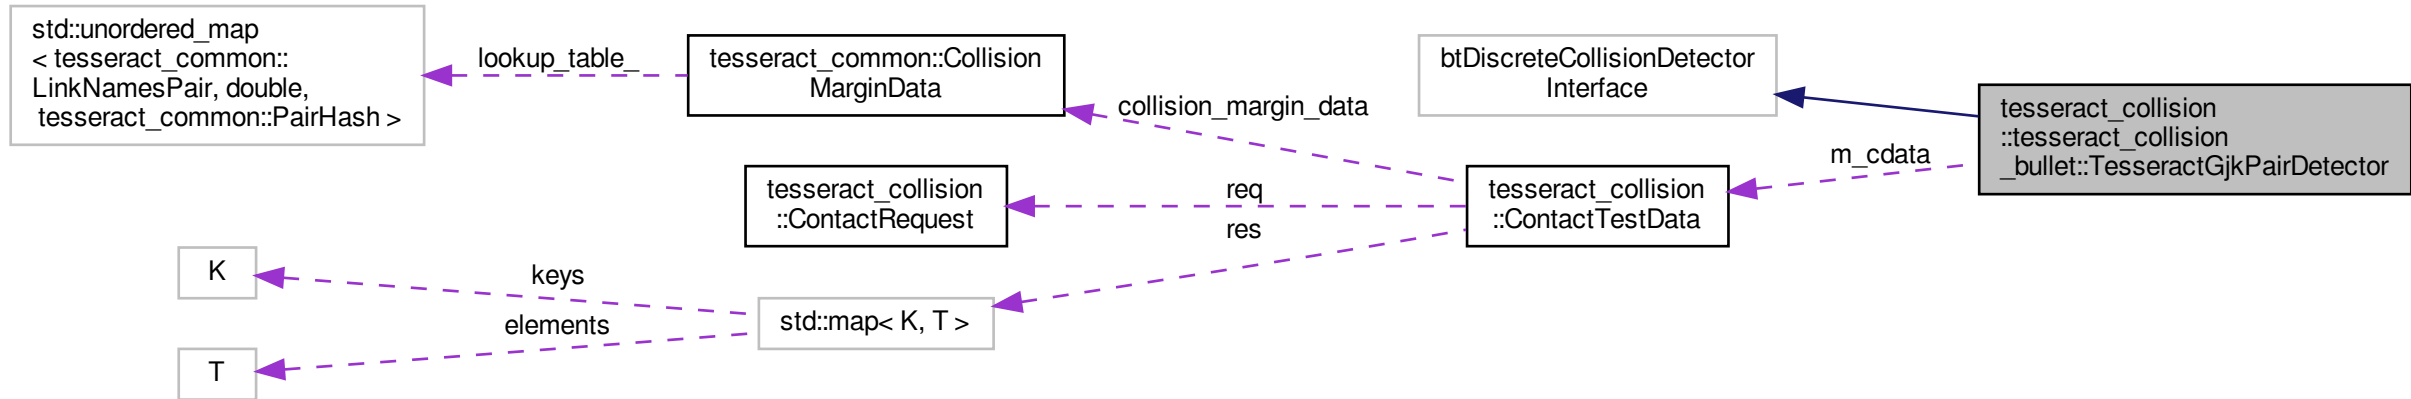 std::unordered_map
< tesseract_common::
LinkNamesPair, double,
tesseract_common::PairHash >
lookup_table_
tesseract_common::Collision
MarginData
collision_margin_data
btDiscreteCollisionDetector
Interface
tesseract_collision
::tesseract_collision
_bullet::TesseractGjkPairDetector
m_cdata
tesseract_collision
::ContactRequest
req
res
tesseract_collision
::ContactTestData
K
keys
elements
std::map< K, T >
T